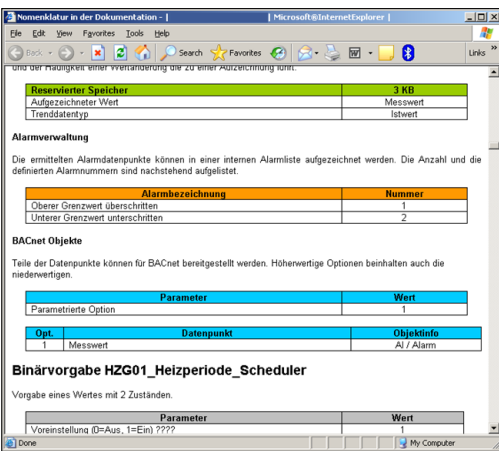 Nomenklatur in der Dokumentation - | | Microsoft®InternetExplorer |
File Edit View Favorites Tools Help
Back Search Favorites Links »
und der Häufigkeit einer Wertänderung die zu einer Aufzeichnung führt.
Reservierter Speicher 3 KB
Aufgezeichneter Wert Messwert
Trenddatentyp Istwert
Alarmverwaltung
Die ermittelten Alarmdatenpunkte können in einer internen Alarmliste aufgezeichnet werden. Die Anzahl und die
definierten Alarmnummern sind nachstehend aufgelistet.
Alarmbezeichnung Nummer
Oberer Grenzwert überschritten 1
Unterer Grenzwert unterschritten 2
BACnet Objekte
Teile der Datenpunkte können für BACnet bereitgestellt werden. Höherwertige Optionen beinhalten auch die
niederwertigen.
Parameter Wert
Parametrierte Option 1
Opt. Datenpunkt Objektinfo
1 Messwert AI / Alarm
Binärvorgabe HZG01_Heizperiode_Scheduler
Vorgabe eines Wertes mit 2 Zuständen.
Parameter Wert
Voreinstellung (0=Aus, 1=Ein) ???? 1
Done My Computer